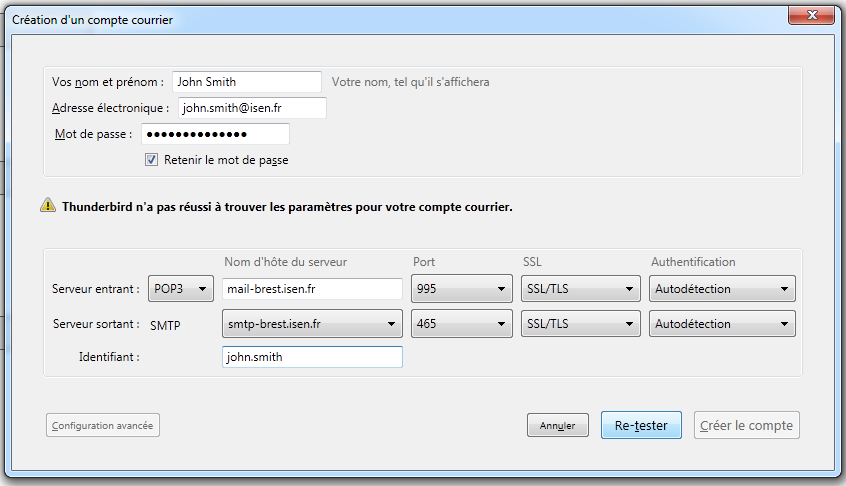 Création d'un compte courrier
Vos nom et prénom : John Smith Votre nom, tel qu'il s'affichera
Adresse électronique : john.smith@isen.fr
Mot de passe : ●●●●●●●●●●●●●●
Retenir le mot de passe
Thunderbird n'a pas réussi à trouver les paramètres pour votre compte courrier.
Nom d'hôte du serveur Port SSL Authentification
Serveur entrant : POP3 mail-brest.isen.fr 995 SSL/TLS Autodétection
Serveur sortant : SMTP smtp-brest.isen.fr 465 SSL/TLS Autodétection
Identifiant : john.smith
Configuration avancée Annuler Re-tester Créer le compte